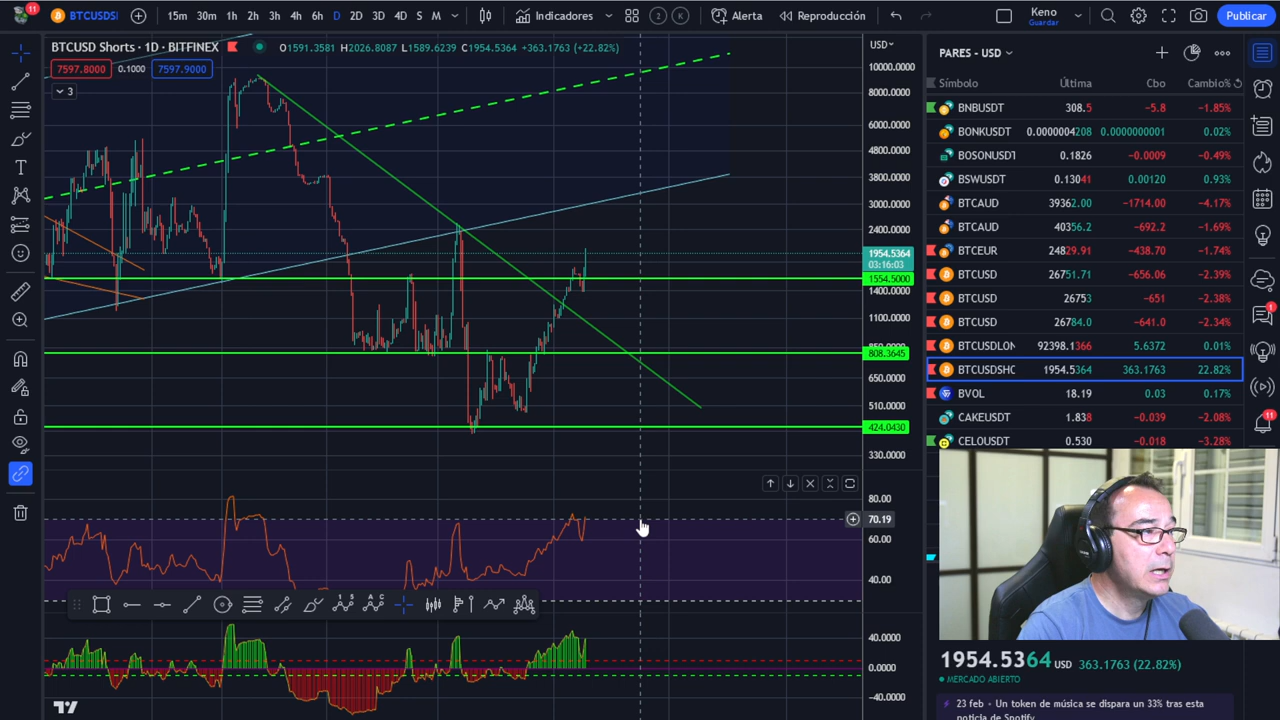 11
BTCUSDS
15m 30m 1h 2h 3h 4h 6h D 2D 3D 4D S M
Indicadores
2 K
Alerta
Reproducción
Keno
Guardar
Publicar
BTCUSD Shorts · 1D · BITFINEX
O1591.3581 H2026.8087 L1589.6239 C1954.5364 +363.1763 (+22.82%)
7597.8000 0.1000 7597.9000
3
USD
10000.0000
8000.0000
6000.0000
4800.0000
3800.0000
3000.0000
2400.0000
1954.5364
03:16:03
1554.5000
1400.0000
1100.0000
808.3645
650.0000
510.0000
424.0430
330.0000
80.00
70.19
60.00
40.00
40.0000
0.0000
−40.0000
PARES - USD
Símbolo Última Cbo Cambio%
BNBUSDT 308.5 −5.8 −1.85%
BONKUSDT 0.0000004208 0.0000000001 0.02%
BOSONUSDT 0.1826 −0.0009 −0.49%
BSWUSDT 0.13041 0.00120 0.93%
BTCAUD 39362.00 −1714.00 −4.17%
BTCAUD 40356.2 −692.2 −1.69%
BTCEUR 24829.91 −438.70 −1.74%
BTCUSD 26751.71 −656.06 −2.39%
BTCUSD 26753 −651 −2.38%
BTCUSD 26784.0 −641.0 −2.34%
BTCUSDLON 92398.1366 5.6372 0.01%
BTCUSDSHO 1954.5364 363.1763 22.82%
BVOL 18.19 0.03 0.17%
CAKEUSDT 1.838 −0.039 −2.08%
CELOUSDT 0.530 −0.018 −3.28%
1
11
1954.5364 USD 363.1763 (22.82%)
MERCADO ABIERTO
23 feb • Un token de música se dispara un 33% tras esta
noticia de Spotify